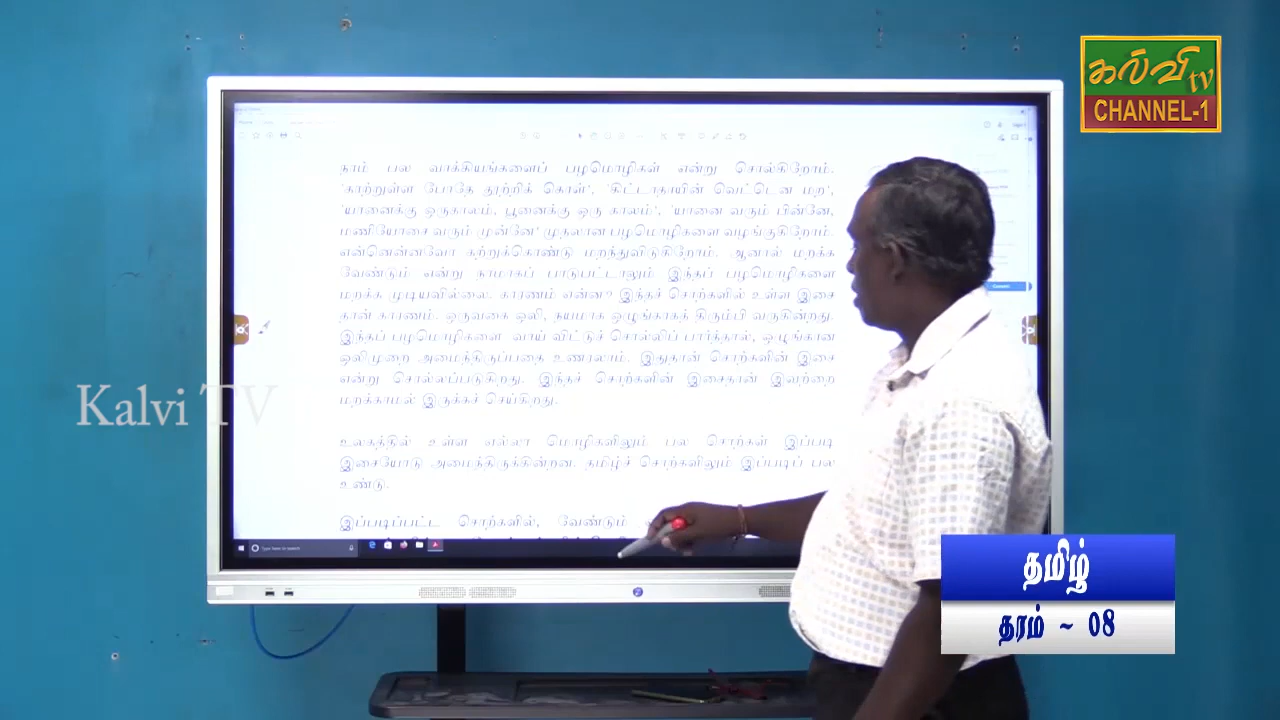 கல்வி tv
CHANNEL-1
நாம் பல வாக்கியங்களைப் பழமொழிகள் என்று சொல்கிறோம்.
'காற்றுள்ள போதே தூற்றிக் கொள்', 'கிட்டாதாயின் வெட்டென மற',
'யானைக்கு ஒருகாலம், பூனைக்கு ஒரு காலம்', 'யானை வரும் பின்னே,
மணியோசை வரும் முன்னே' முதலான பழமொழிகளை வழங்குகிறோம்.
என்னென்னவோ கற்றுக்கொண்டு மறந்துவிடுகிறோம். ஆனால் மறக்க
வேண்டும் என்று நாமாகப் பாடுபட்டாலும் இந்தப் பழமொழிகளை
மறக்க முடியவில்லை. காரணம் என்ன? இந்தச் சொற்களில் உள்ள இசை
தான் காரணம். ஒருவகை ஒலி, நயமாக ஒழுங்காகத் திரும்பி வருகின்றது.
இந்தப் பழமொழிகளை வாய் விட்டுச் சொல்லிப் பார்த்தால், ஒழுங்கான
ஒலிமுறை அமைந்திருப்பதை உணரலாம். இதுதான் சொற்களின் இசை
என்று சொல்லப்படுகிறது. இந்தச் சொற்களின் இசைதான் இவற்றை
மறக்காமல் இருக்கச் செய்கிறது.
Kalvi TV
உலகத்தில் உள்ள எல்லா மொழிகளிலும் பல சொற்கள் இப்படி
இசையோடு அமைந்திருக்கின்றன. தமிழ்ச் சொற்களிலும் இப்படிப் பல
உண்டு.
இப்படிப்பட்ட சொற்களில், வேண்டும்
Type here to search
தமிழ்
தரம் ~ 08